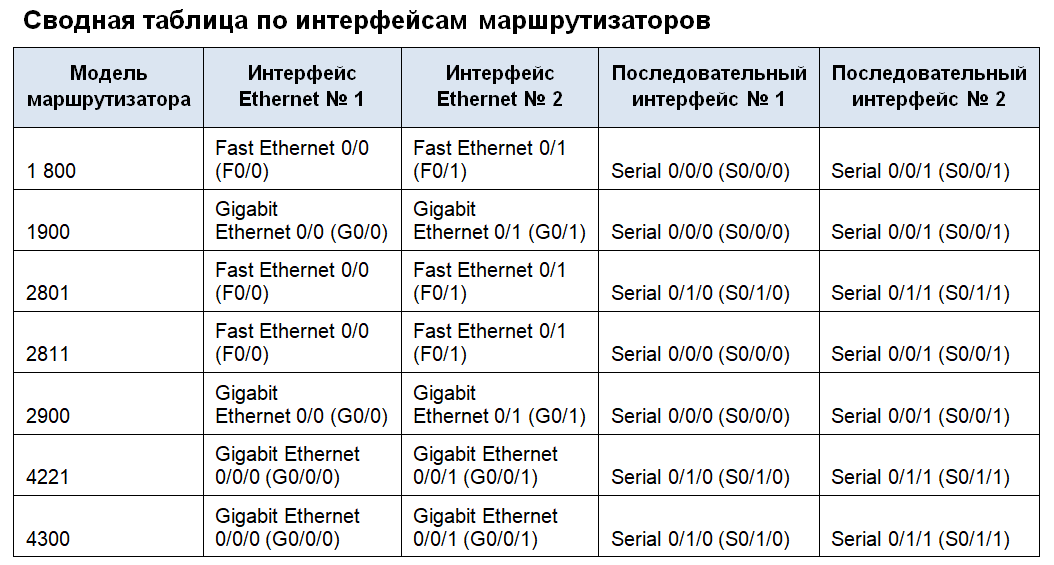 Сводная таблица по интерфейсам маршрутизаторов
Модель
маршрутизатора
Интерфейс
Ethernet № 1
Интерфейс
Ethernet № 2
Последовательный
интерфейс № 1
Последовательный
интерфейс № 2
1 800
Fast Ethernet 0/0
(F0/0)
Fast Ethernet 0/1
(F0/1)
Serial 0/0/0 (S0/0/0)
Serial 0/0/1 (S0/0/1)
1900
Gigabit
Ethernet 0/0 (G0/0)
Gigabit
Ethernet 0/1 (G0/1)
Serial 0/0/0 (S0/0/0)
Serial 0/0/1 (S0/0/1)
2801
Fast Ethernet 0/0
(F0/0)
Fast Ethernet 0/1
(F0/1)
Serial 0/1/0 (S0/1/0)
Serial 0/1/1 (S0/1/1)
2811
Fast Ethernet 0/0
(F0/0)
Fast Ethernet 0/1
(F0/1)
Serial 0/0/0 (S0/0/0)
Serial 0/0/1 (S0/0/1)
2900
Gigabit
Ethernet 0/0 (G0/0)
Gigabit
Ethernet 0/1 (G0/1)
Serial 0/0/0 (S0/0/0)
Serial 0/0/1 (S0/0/1)
4221
Gigabit Ethernet
0/0/0 (G0/0/0)
Gigabit Ethernet
0/0/1 (G0/0/1)
Serial 0/1/0 (S0/1/0)
Serial 0/1/1 (S0/1/1)
4300
Gigabit Ethernet
0/0/0 (G0/0/0)
Gigabit Ethernet
0/0/1 (G0/0/1)
Serial 0/1/0 (S0/1/0)
Serial 0/1/1 (S0/1/1)